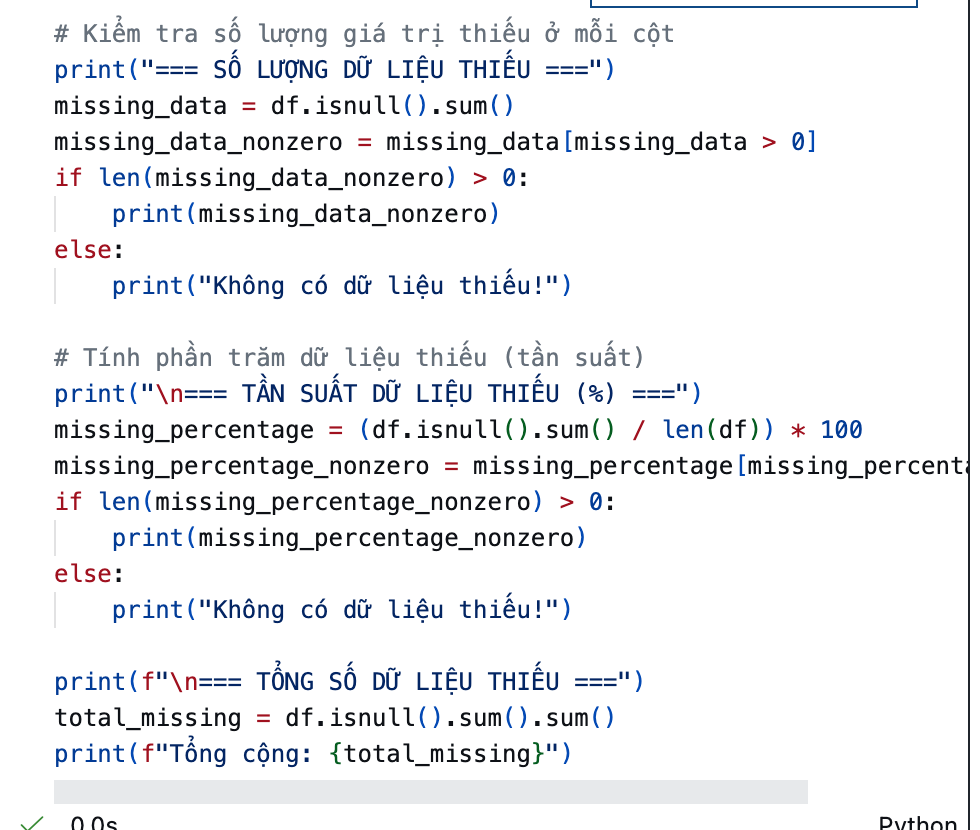 # Kiểm tra số lượng giá trị thiếu ở mỗi cột
print("=== SỐ LƯỢNG DỮ LIỆU THIẾU ===")
missing_data = df.isnull().sum()
missing_data_nonzero = missing_data[missing_data > 0]
if len(missing_data_nonzero) > 0:
    print(missing_data_nonzero)
else:
    print("Không có dữ liệu thiếu!")

# Tính phần trăm dữ liệu thiếu (tần suất)
print("\n=== TẦN SUẤT DỮ LIỆU THIẾU (%) ===")
missing_percentage = (df.isnull().sum() / len(df)) * 100
missing_percentage_nonzero = missing_percentage[missing_percenta
if len(missing_percentage_nonzero) > 0:
    print(missing_percentage_nonzero)
else:
    print("Không có dữ liệu thiếu!")

print(f"\n=== TỔNG SỐ DỮ LIỆU THIẾU ===")
total_missing = df.isnull().sum().sum()
print(f"Tổng cộng: {total_missing}")
0.0s
Python